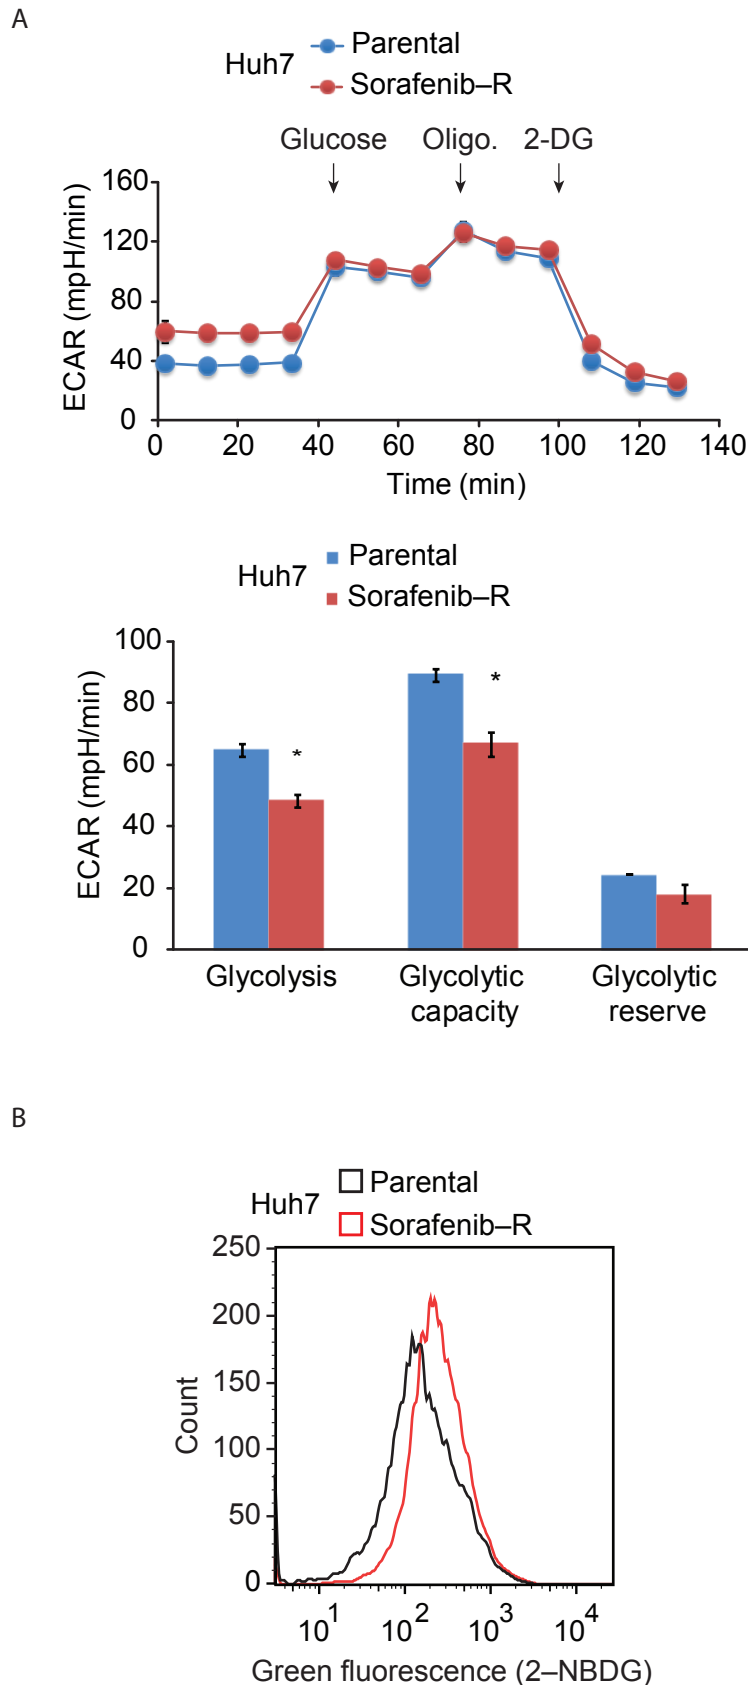 A
Huh7
Parental
Sorafenib–R
Glucose
Oligo.
2-DG
160
120
80
40
0
ECAR (mpH/min)
0 20 40 60 80 100 120 140
Time (min)
Huh7
Parental
Sorafenib–R
100
80
60
40
20
0
ECAR (mpH/min)
*
*
Glycolysis
Glycolytic
capacity
Glycolytic
reserve
B
Huh7
Parental
Sorafenib–R
250
200
150
100
50
0
Count
10¹ 10² 10³ 10⁴
Green fluorescence (2–NBDG)